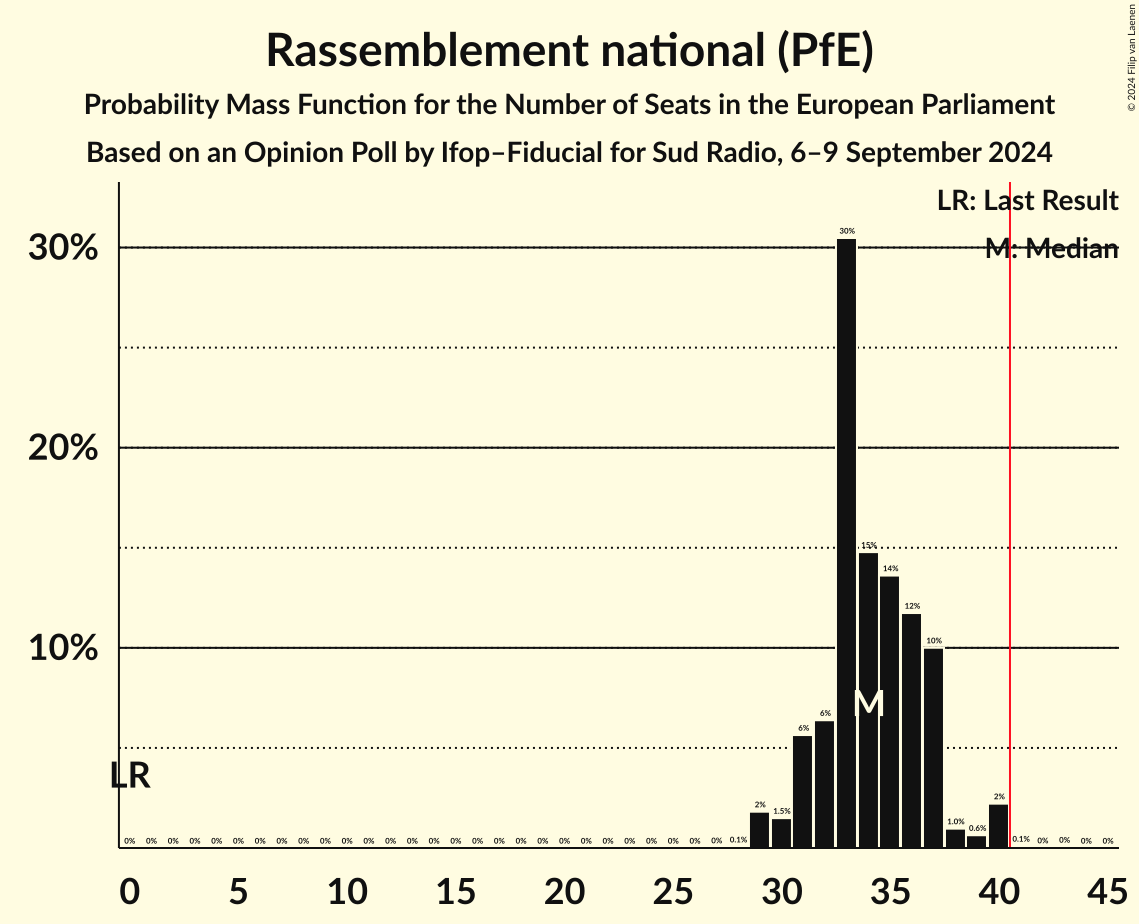 Rassemblement national (PfE)
Probability Mass Function for the Number of Seats in the European Parliament
Based on an Opinion Poll by Ifop–Fiducial for Sud Radio, 6–9 September 2024
© 2024 Filip van Laenen
LR: Last Result
M: Median
30%
20%
10%
30%
15%
14%
12%
10%
M
6%
6%
LR
2%
1.5%
1.0%
0.6%
2%
0% 0% 0% 0% 0% 0% 0% 0% 0% 0% 0% 0% 0% 0% 0% 0% 0% 0% 0% 0% 0% 0% 0% 0% 0% 0% 0% 0% 0.1% 0.1% 0% 0% 0% 0%
0 5 10 15 20 25 30 35 40 45